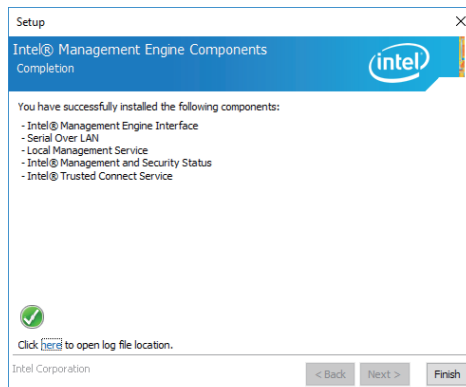 Setup
Intel® Management Engine Components
Completion
intel
You have successfully installed the following components:
- Intel® Management Engine Interface
- Serial Over LAN
- Local Management Service
- Intel® Management and Security Status
- Intel® Trusted Connect Service
Click here to open log file location.
Intel Corporation
< Back Next > Finish